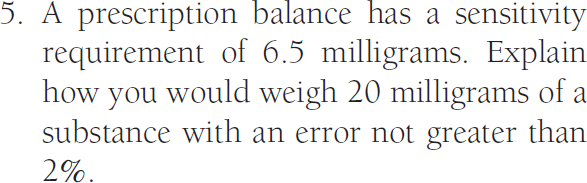 5. A prescription balance has a sensitivity
requirement of 6.5 milligrams. Explain
how you would weigh 20 milligrams of a
substance with an error not greater than
2%.